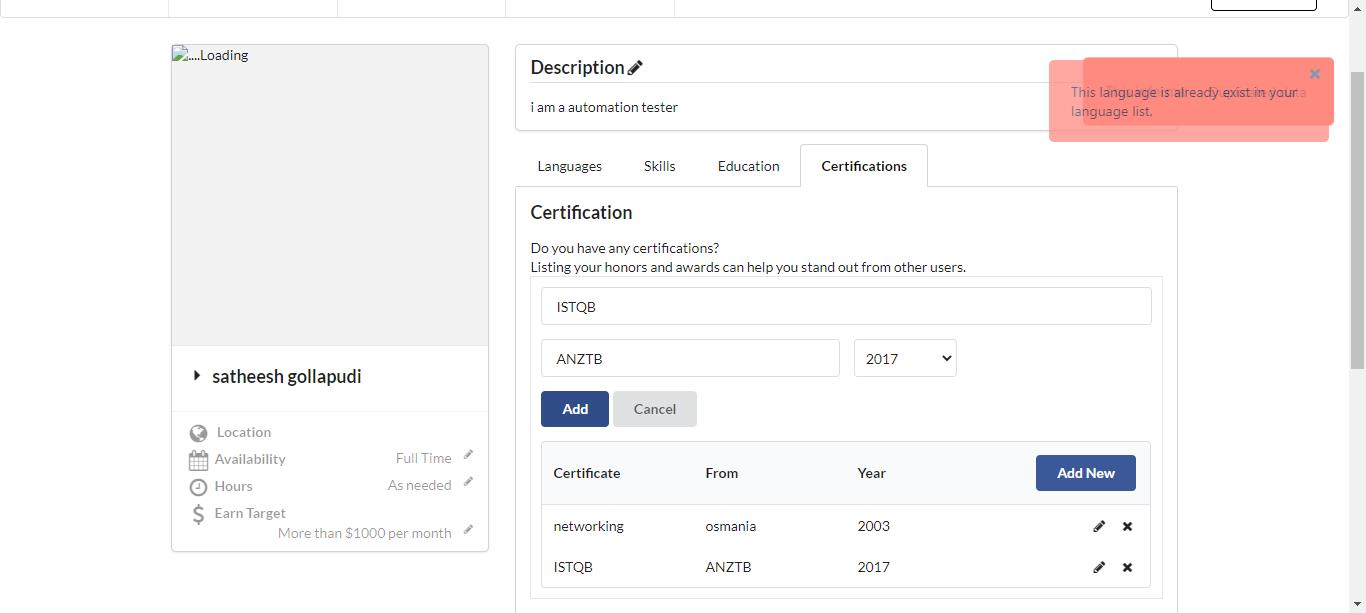 ....Loading
Description
i am a automation tester
This language is already exist in your
language list.
Languages Skills Education Certifications
Certification
Do you have any certifications?
Listing your honors and awards can help you stand out from other users.
ISTQB
ANZTB 2017
Add Cancel
Certificate From Year Add New
networking osmania 2003
ISTQB ANZTB 2017
satheesh gollapudi
Location
Availability Full Time
Hours As needed
Earn Target
More than $1000 per month